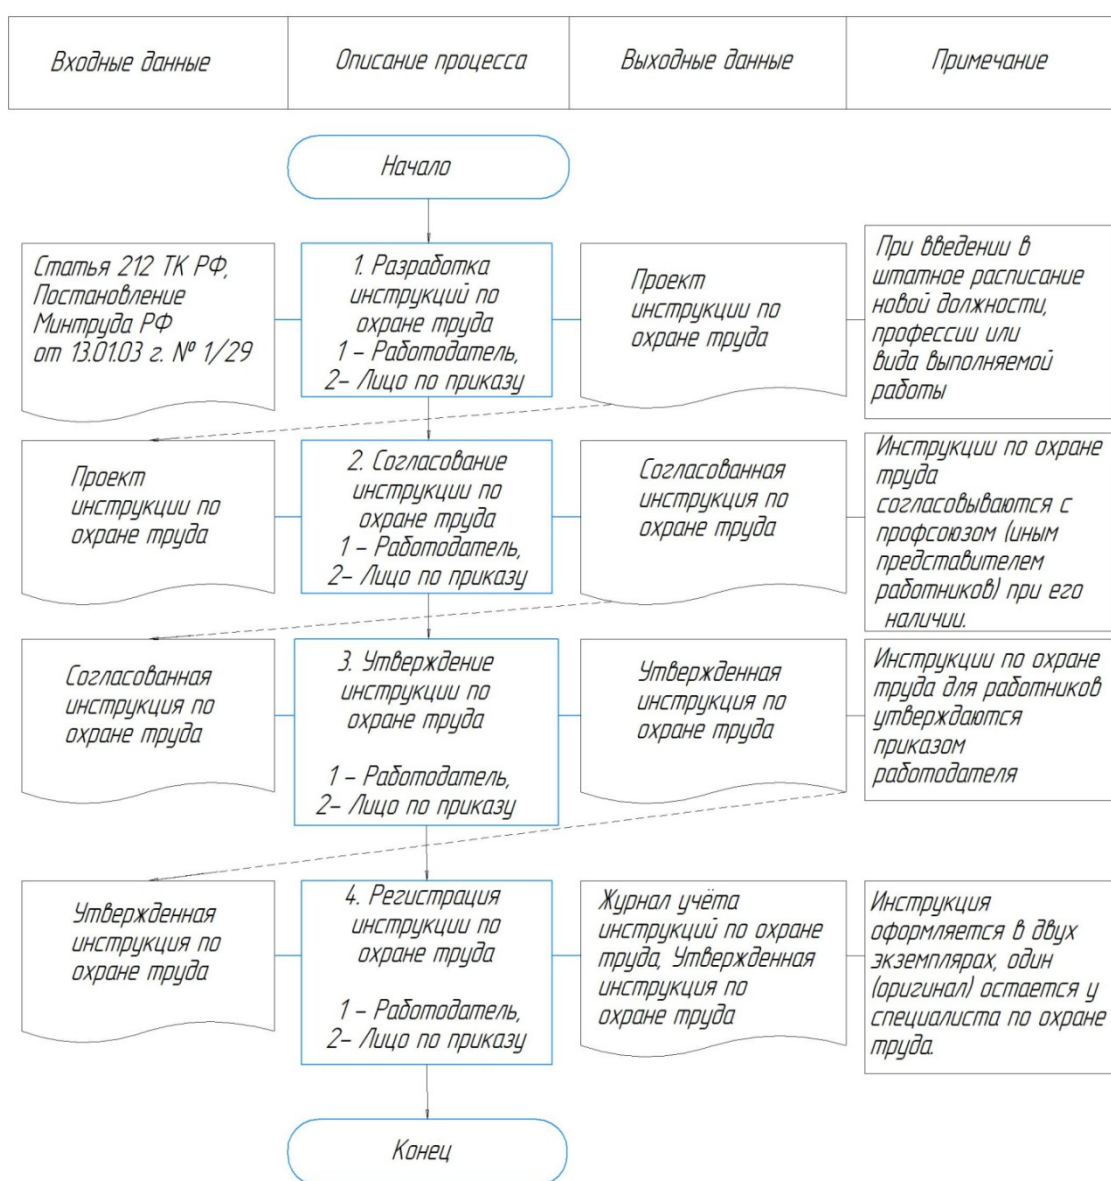 Входные данные
Описание процесса
Выходные данные
Примечание
Начало
Статья 212 ТК РФ,
Постановление
Минтруда РФ
от 13.01.03 г. № 1/29
1. Разработка
инструкций по
охране труда
1 – Работодатель,
2– Лицо по приказу
Проект
инструкции по
охране труда
При введении в
штатное расписание
новой должности,
профессии или
вида выполняемой
работы
Проект
инструкции по
охране труда
2. Согласование
инструкции по
охране труда
1 – Работодатель,
2– Лицо по приказу
Согласованная
инструкция по
охране труда
Инструкции по охране
труда
согласовываются с
профсоюзом (иным
представителем
работников) при его
наличии.
Согласованная
инструкция по
охране труда
3. Утверждение
инструкции по
охране труда
1 – Работодатель,
2– Лицо по приказу
Утвержденная
инструкция по
охране труда
Инструкции по охране
труда для работников
утверждаются
приказом
работодателя
Утвержденная
инструкция по
охране труда
4. Регистрация
инструкции по
охране труда
1 – Работодатель,
2– Лицо по приказу
Журнал учёта
инструкций по охране
труда, Утвержденная
инструкция по
охране труда
Инструкция
оформляется в двух
экземплярах, один
(оригинал) остается у
специалиста по охране
труда.
Конец